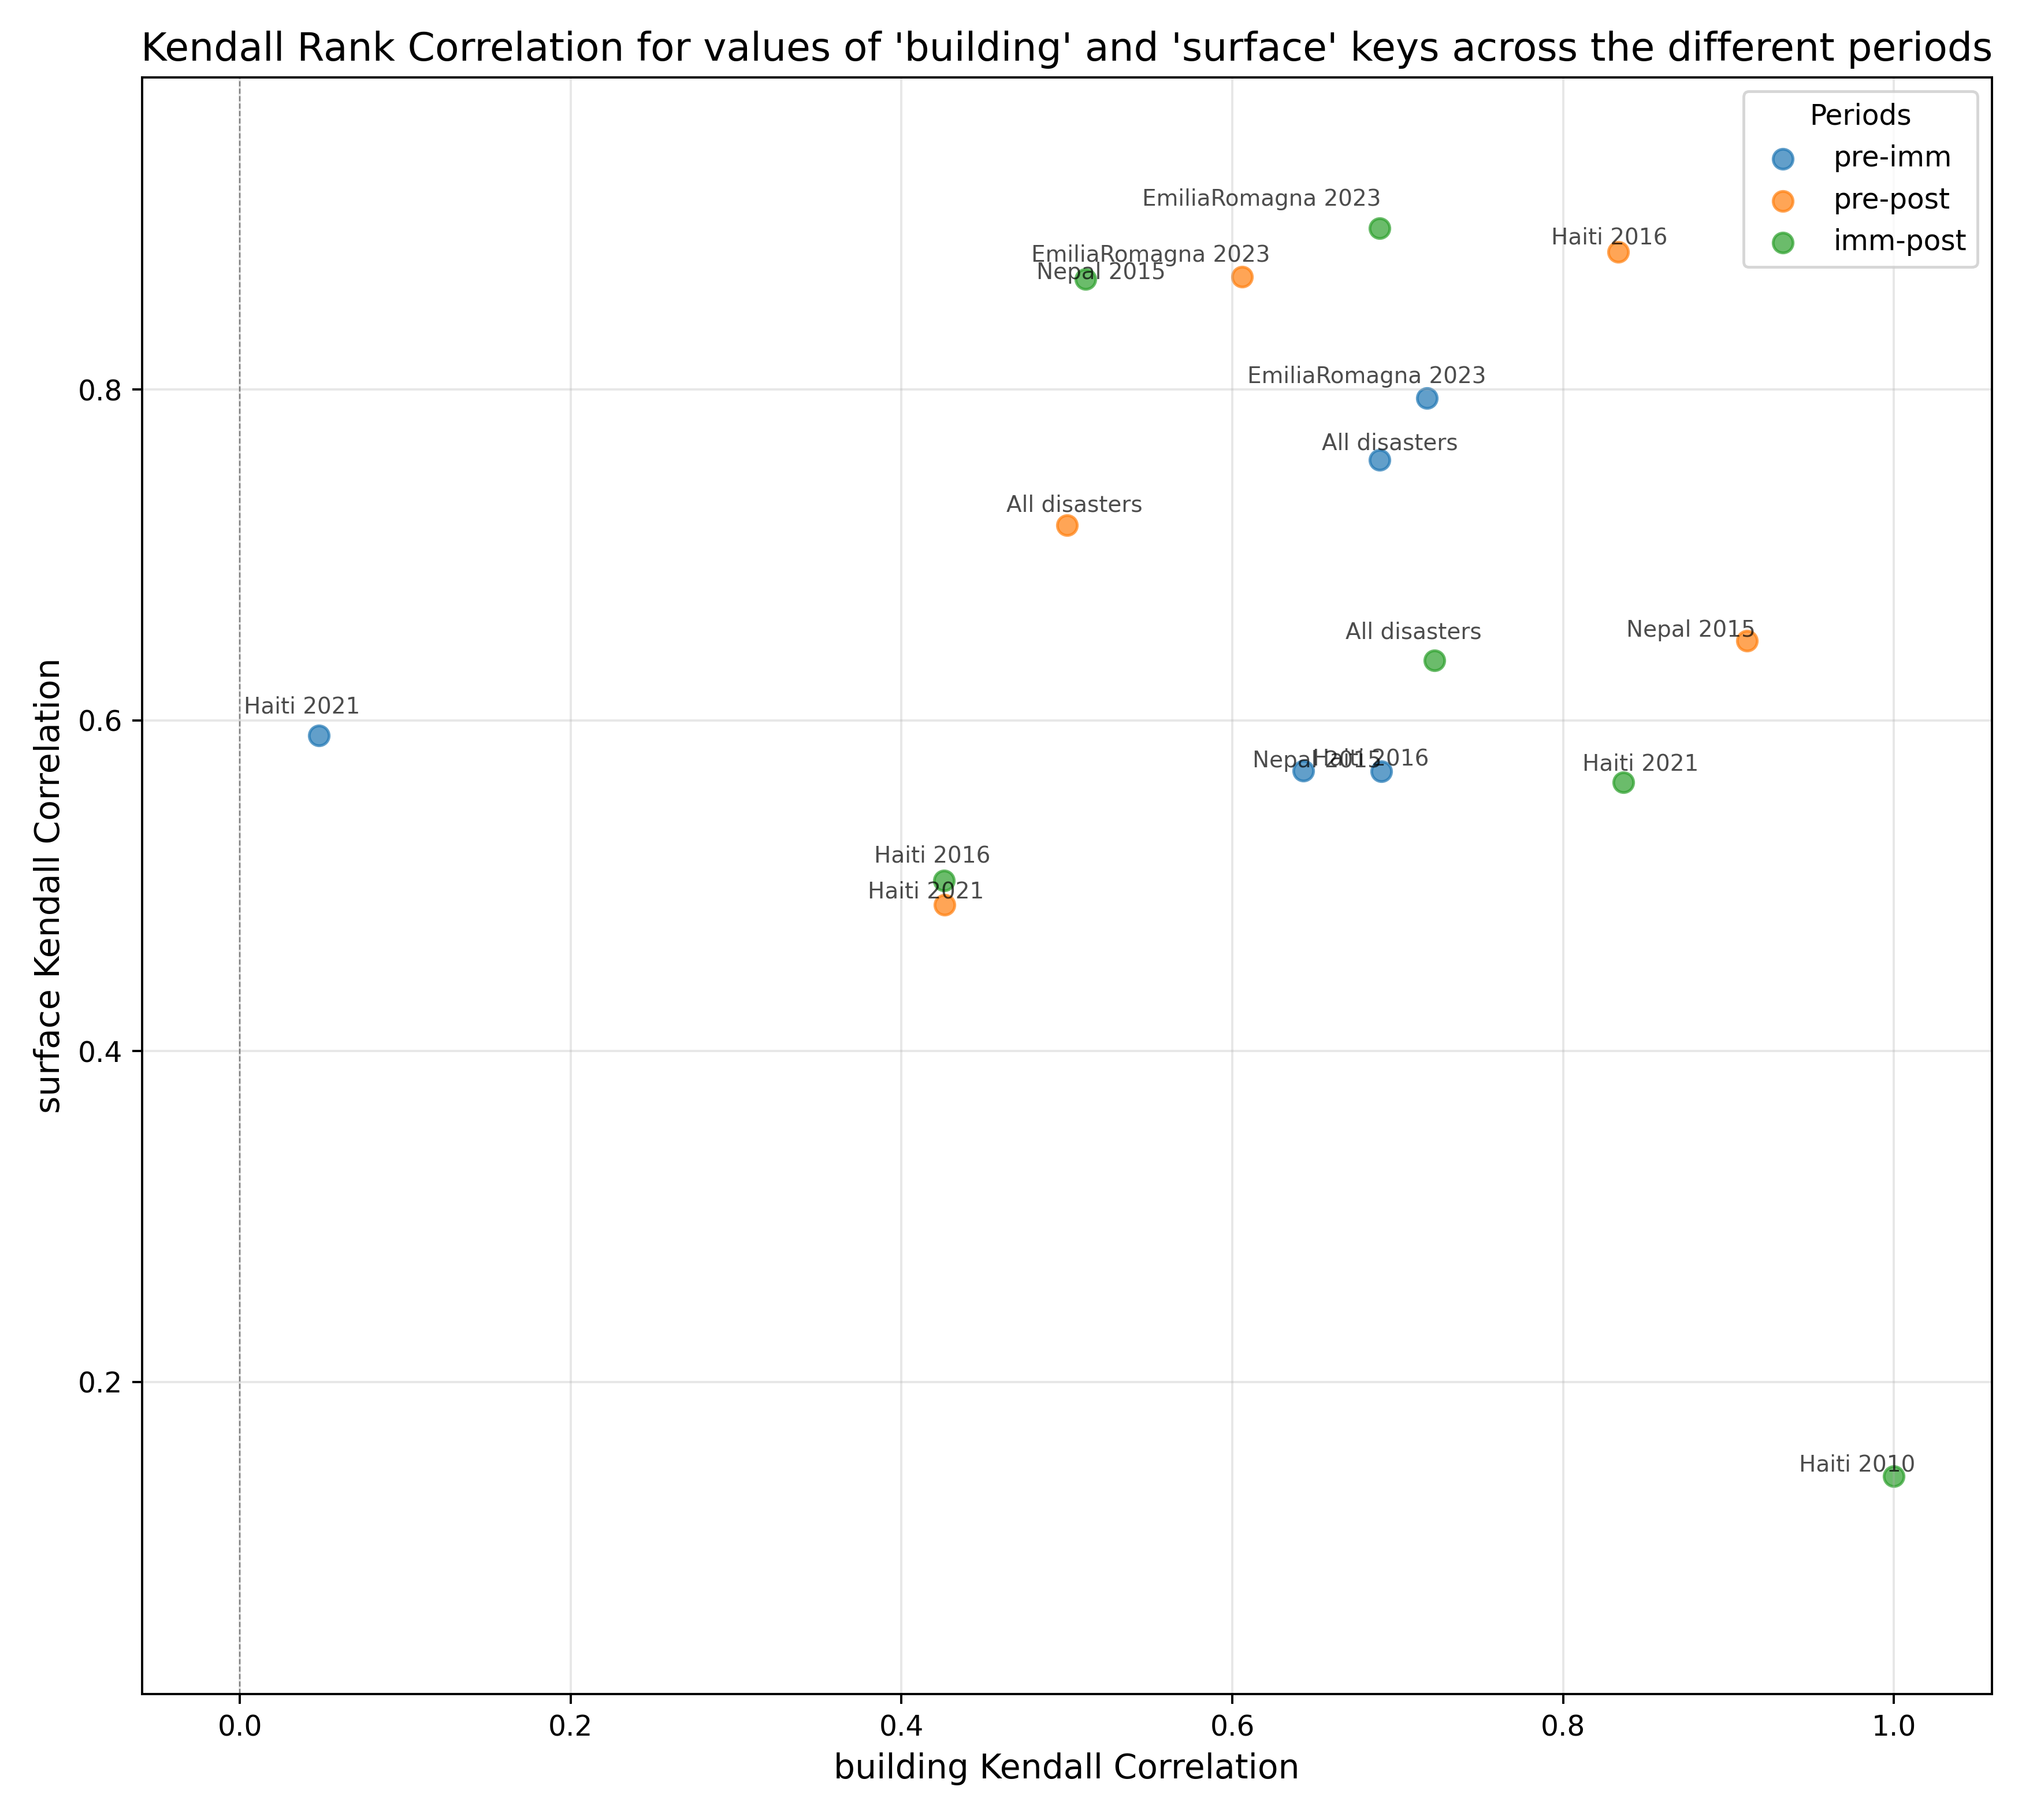 Kendall Rank Correlation for values of 'building' and 'surface' keys across the different periods
Periods
pre-imm
pre-post
imm-post
EmiliaRomagna 2023
Haiti 2016
EmiliaRomagna 2023
Nepal 2015
EmiliaRomagna 2023
All disasters
All disasters
All disasters
Nepal 2015
Haiti 2021
Nepal 2015
Haiti 2016
Haiti 2021
Haiti 2016
Haiti 2021
Haiti 2010
0.8
0.6
0.4
0.2
surface Kendall Correlation
0.0
0.2
0.4
0.6
0.8
1.0
building Kendall Correlation